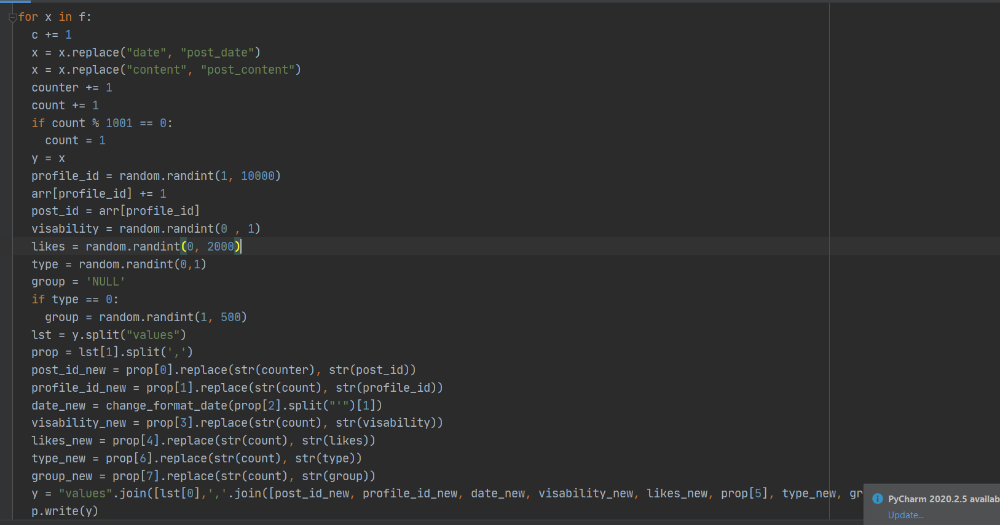 for x in f:
  c += 1
  x = x.replace("date", "post_date")
  x = x.replace("content", "post_content")
  counter += 1
  count += 1
  if count % 1001 == 0:
    count = 1
  y = x
  profile_id = random.randint(1, 10000)
  arr[profile_id] += 1
  post_id = arr[profile_id]
  visability = random.randint(0 , 1)
  likes = random.randint(0, 2000)
  type = random.randint(0,1)
  group = 'NULL'
  if type == 0:
    group = random.randint(1, 500)
  lst = y.split("values")
  prop = lst[1].split(',')
  post_id_new = prop[0].replace(str(counter), str(post_id))
  profile_id_new = prop[1].replace(str(count), str(profile_id))
  date_new = change_format_date(prop[2].split("'")[1])
  visability_new = prop[3].replace(str(count), str(visability))
  likes_new = prop[4].replace(str(count), str(likes))
  type_new = prop[6].replace(str(count), str(type))
  group_new = prop[7].replace(str(count), str(group))
  y = "values".join([lst[0],','.join([post_id_new, profile_id_new, date_new, visability_new, likes_new, prop[5], type_new, gr
  p.write(y)
PyCharm 2020.2.5 availab
Update...